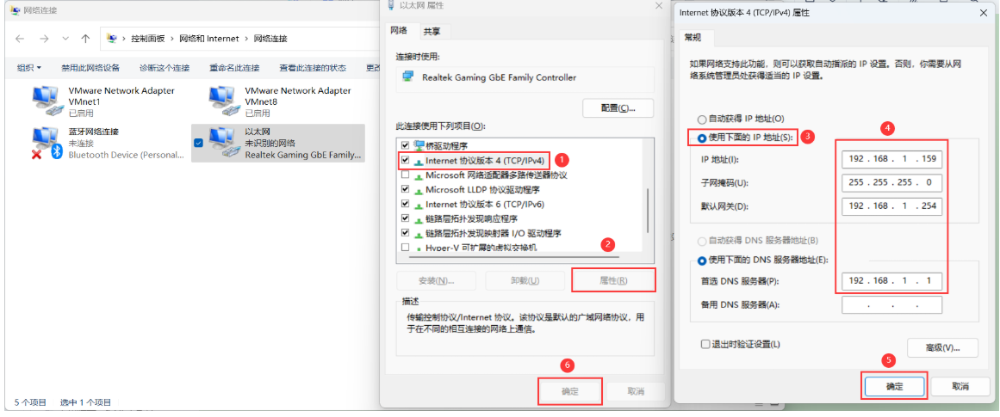 网络连接
控制面板 › 网络和 Internet › 网络连接
组织 禁用此网络设备 诊断这个连接 重命名此连接 查看此连接的状态 更改
VMware Network Adapter
VMnet1
已启用
VMware Network Adapter
VMnet8
已启用
蓝牙网络连接
未连接
Bluetooth Device (Personal...
以太网
未识别的网络
Realtek Gaming GbE Family...
5 个项目 选中 1 个项目
以太网 属性
网络 共享
连接时使用:
Realtek Gaming GbE Family Controller
配置(C)...
此连接使用下列项目(O):
桥驱动程序
Internet 协议版本 4 (TCP/IPv4)
1
Microsoft 网络适配器多路传送器协议
Microsoft LLDP 协议驱动程序
Internet 协议版本 6 (TCP/IPv6)
链路层拓扑发现响应程序
链路层拓扑发现映射器 I/O 驱动程序
Hyper-V 可扩展的虚拟交换机
2
安装(N)... 卸载(U) 属性(R)
描述
传输控制协议/Internet 协议。该协议是默认的广域网络协议，用
于在不同的相互连接的网络上通信。
6
确定 取消
Internet 协议版本 4 (TCP/IPv4) 属性
常规
如果网络支持此功能，则可以获取自动指派的 IP 设置。否则，你需要从网
络系统管理员处获得适当的 IP 设置。
自动获得 IP 地址(O)
使用下面的 IP 地址(S):
3
4
IP 地址(I): 192 . 168 . 1 . 159
子网掩码(U): 255 . 255 . 255 . 0
默认网关(D): 192 . 168 . 1 . 254
自动获得 DNS 服务器地址(B)
使用下面的 DNS 服务器地址(E):
首选 DNS 服务器(P): 192 . 168 . 1 . 1
备用 DNS 服务器(A): . . .
退出时验证设置(L)
高级(V)...
5
确定 取消